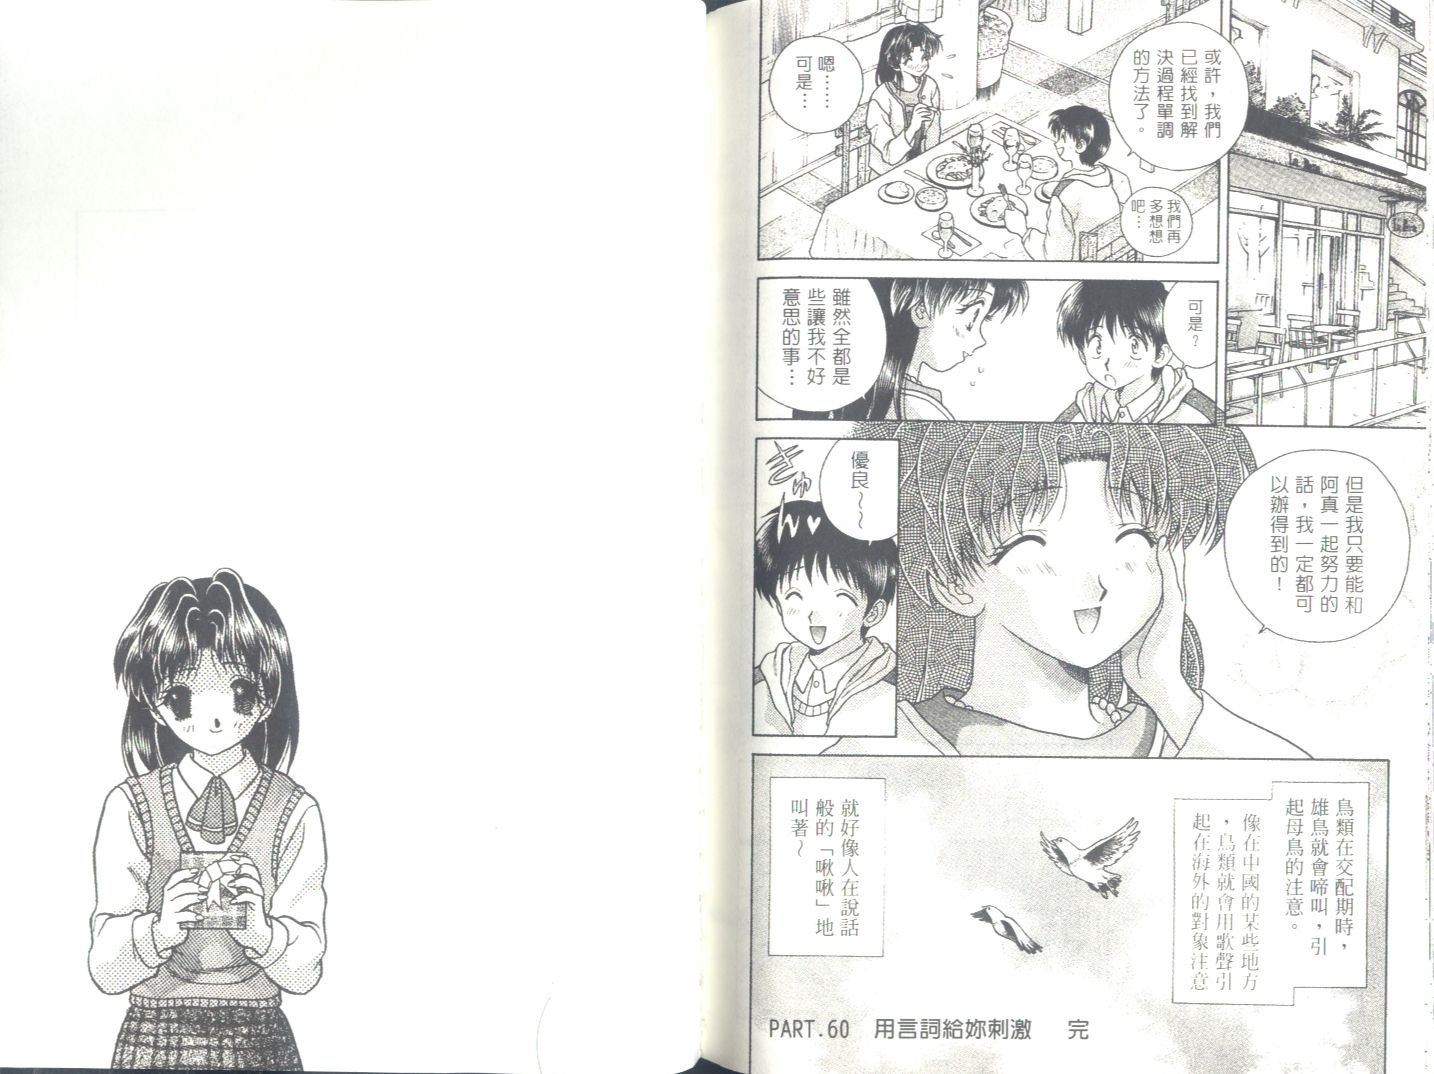 或許，我們
已經找到解
決過程單調
的方法了。
嗯……
可是…
我們再
多想想
吧…
可是？
雖然全都是
些讓我不好
意思的事…
但是我只要能和
阿真一起努力的
話，我一定都可
以辦得到的！
優良～～
きゅ
ん♥
鳥類在交配期時，
雄鳥就會啼叫，引
起母鳥的注意。
像在中國的某些地方
，鳥類就會用歌聲引
起在海外的對象注意
就好像人在說話
般的「啾啾」地
叫著～
PART.60 用言詞給妳刺激 完